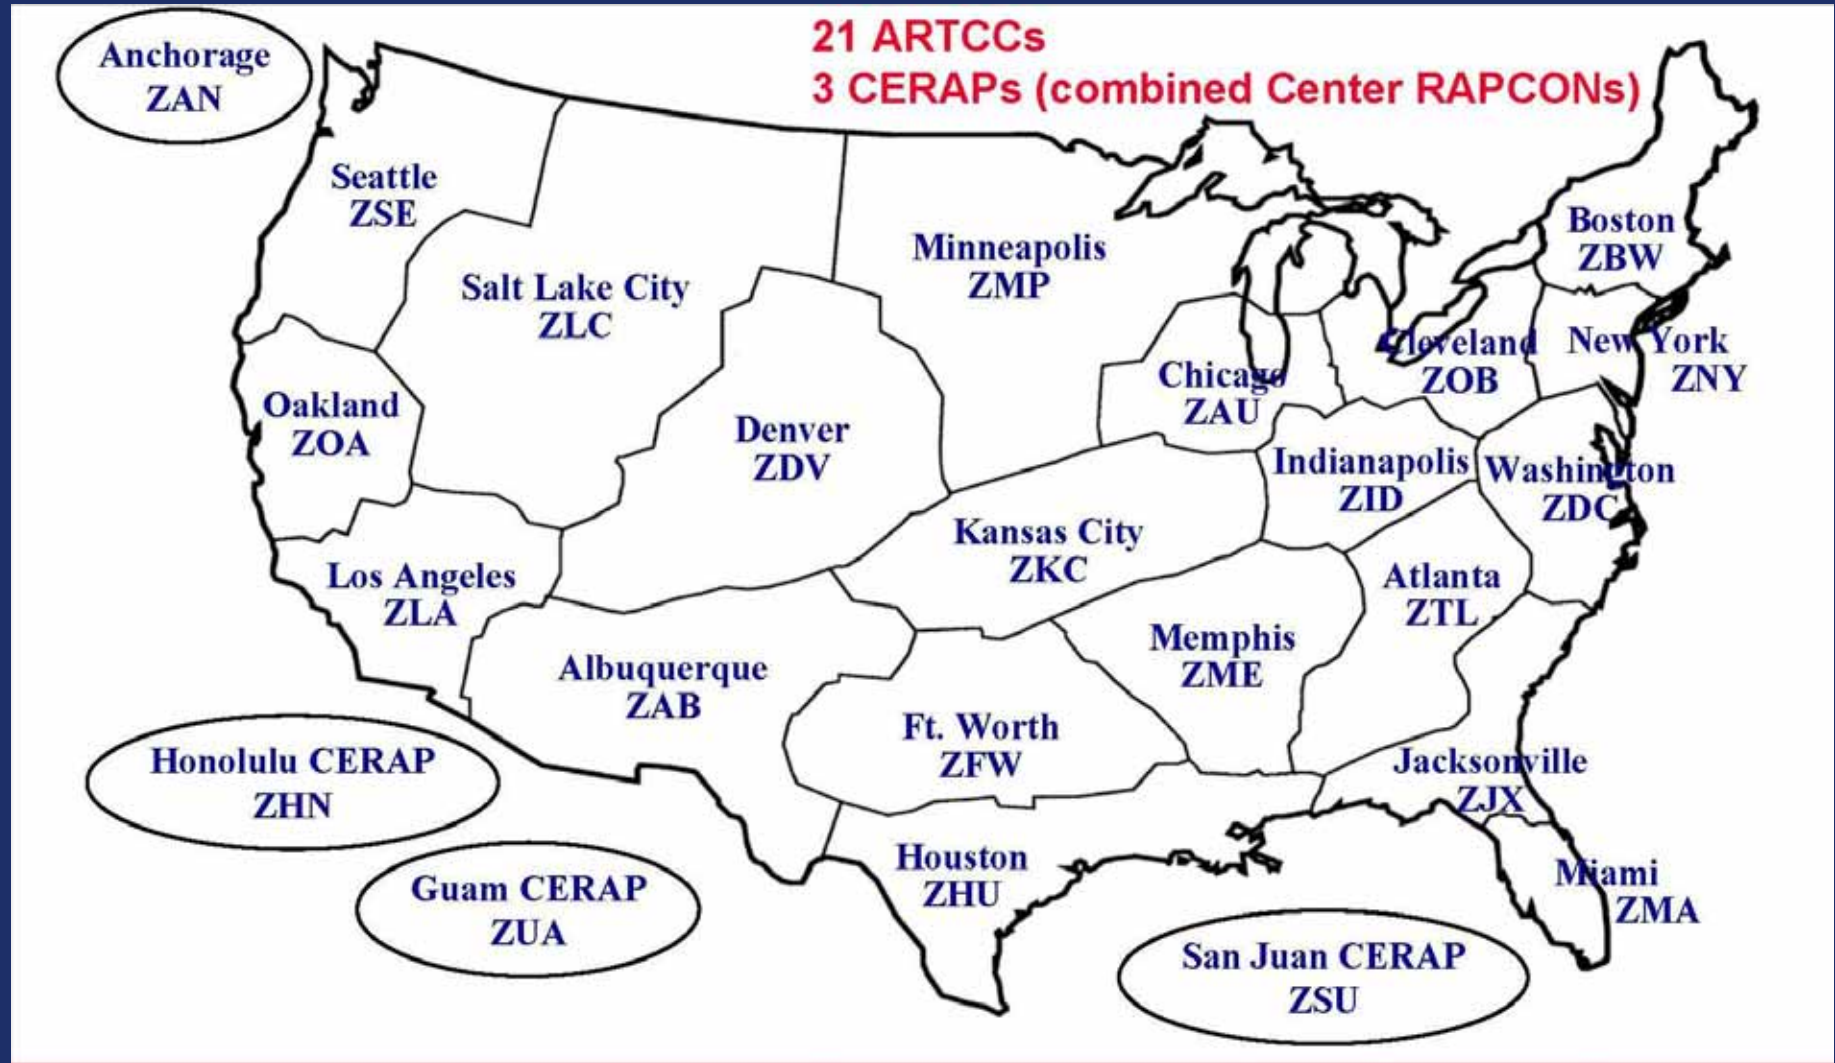 21 ARTCCs
3 CERAPs (combined Center RAPCONs)
Anchorage
ZAN
Seattle
ZSE
Salt Lake City
ZLC
Minneapolis
ZMP
Boston
ZBW
Oakland
ZOA
Denver
ZDV
Chicago
ZAU
Cleveland
ZOB
New York
ZNY
Indianapolis
ZID
Washington
ZDC
Los Angeles
ZLA
Kansas City
ZKC
Atlanta
ZTL
Albuquerque
ZAB
Memphis
ZME
Ft. Worth
ZFW
Jacksonville
ZJX
Honolulu CERAP
ZHN
Houston
ZHU
Miami
ZMA
Guam CERAP
ZUA
San Juan CERAP
ZSU